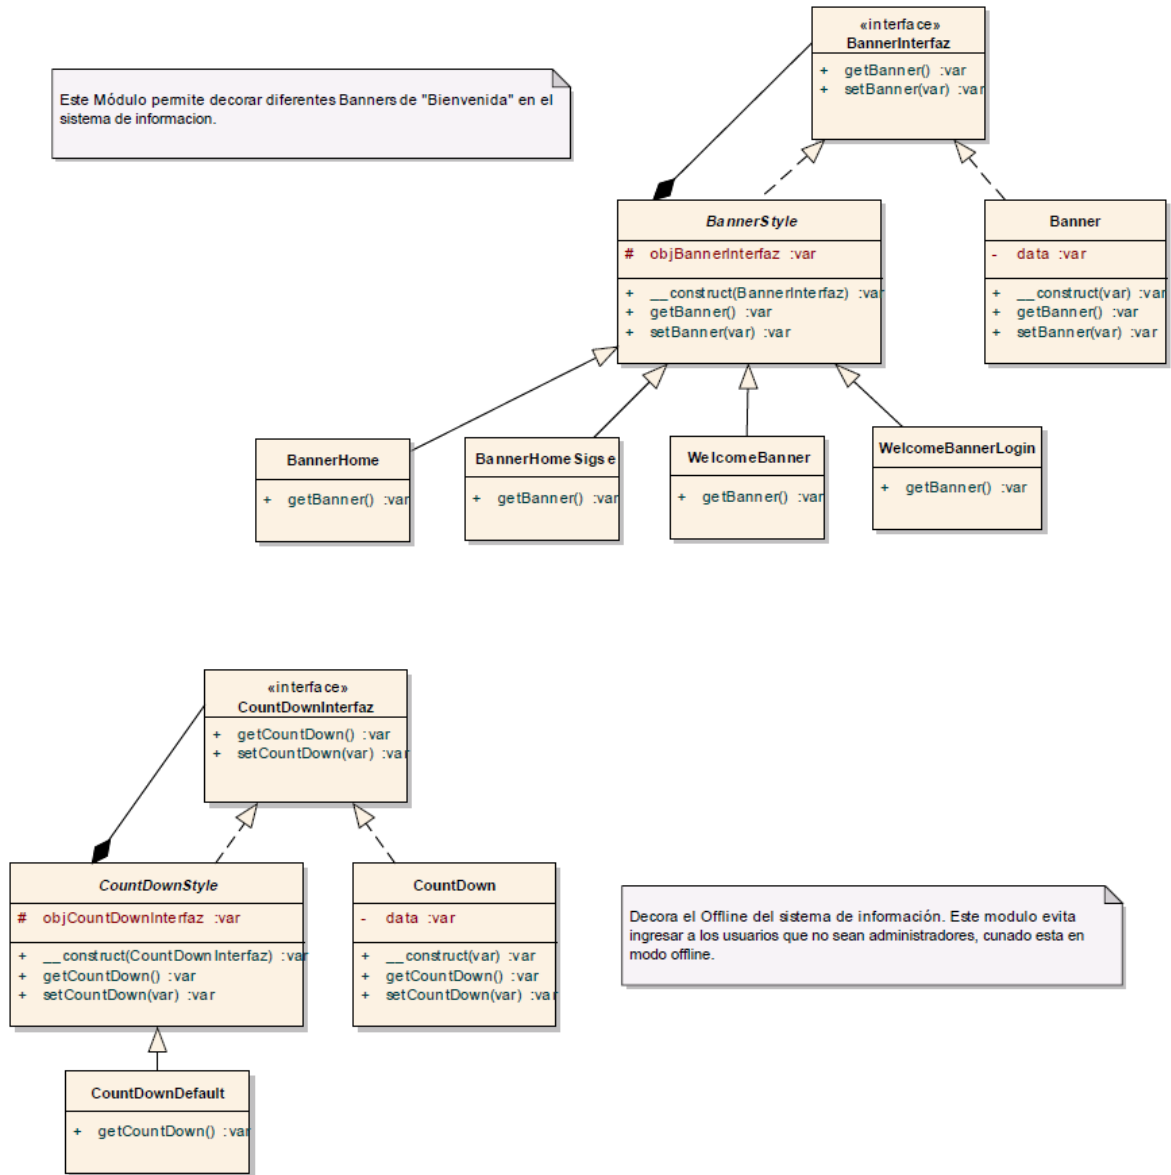 «interface»
BannerInterfaz
+ getBanner() :var
+ setBanner(var) :var
Este Módulo permite decorar diferentes Banners de "Bienvenida" en el
sistema de informacion.
BannerStyle
# objBannerInterfaz :var
+ __construct(BannerInterfaz) :var
+ getBanner() :var
+ setBanner(var) :var
Banner
- data :var
+ __construct(var) :var
+ getBanner() :var
+ setBanner(var) :var
BannerHome
+ getBanner() :var
BannerHomeSigse
+ getBanner() :var
WelcomeBanner
+ getBanner() :var
WelcomeBannerLogin
+ getBanner() :var
«interface»
CountDownInterfaz
+ getCountDown() :var
+ setCountDown(var) :var
CountDownStyle
# objCountDownInterfaz :var
+ __construct(CountDownInterfaz) :var
+ getCountDown() :var
+ setCountDown(var) :var
CountDown
- data :var
+ __construct(var) :var
+ getCountDown() :var
+ setCountDown(var) :var
Decora el Offline del sistema de información. Este modulo evita
ingresar a los usuarios que no sean administradores, cunado esta en
modo offline.
CountDownDefault
+ getCountDown() :var